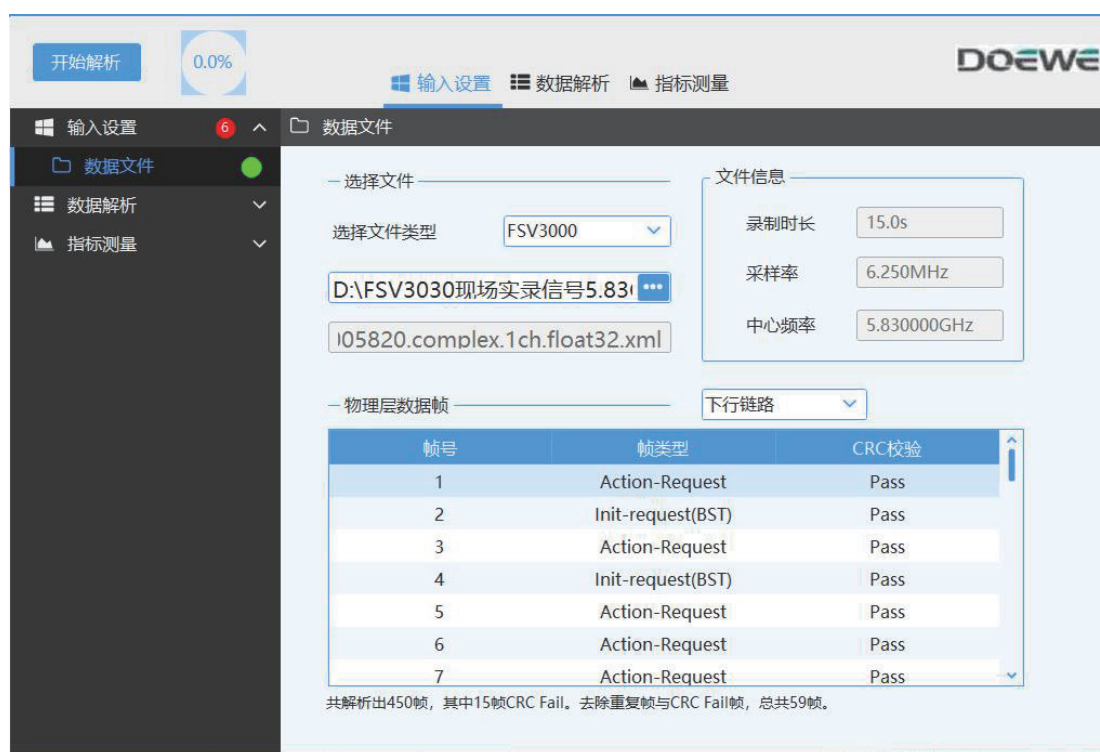 开始解析
0.0%
输入设置 数据解析 指标测量
DOEWE
输入设置 6
数据文件
数据解析
指标测量
数据文件
选择文件
选择文件类型 FSV3000
D:\FSV3030现场实录信号5.83
05820.complex.1ch.float32.xml
文件信息
录制时长 15.0s
采样率 6.250MHz
中心频率 5.830000GHz
物理层数据帧 下行链路
帧号 帧类型 CRC校验
1 Action-Request Pass
2 Init-request(BST) Pass
3 Action-Request Pass
4 Init-request(BST) Pass
5 Action-Request Pass
6 Action-Request Pass
7 Action-Request Pass
共解析出450帧，其中15帧CRC Fail。去除重复帧与CRC Fail帧，总共59帧。